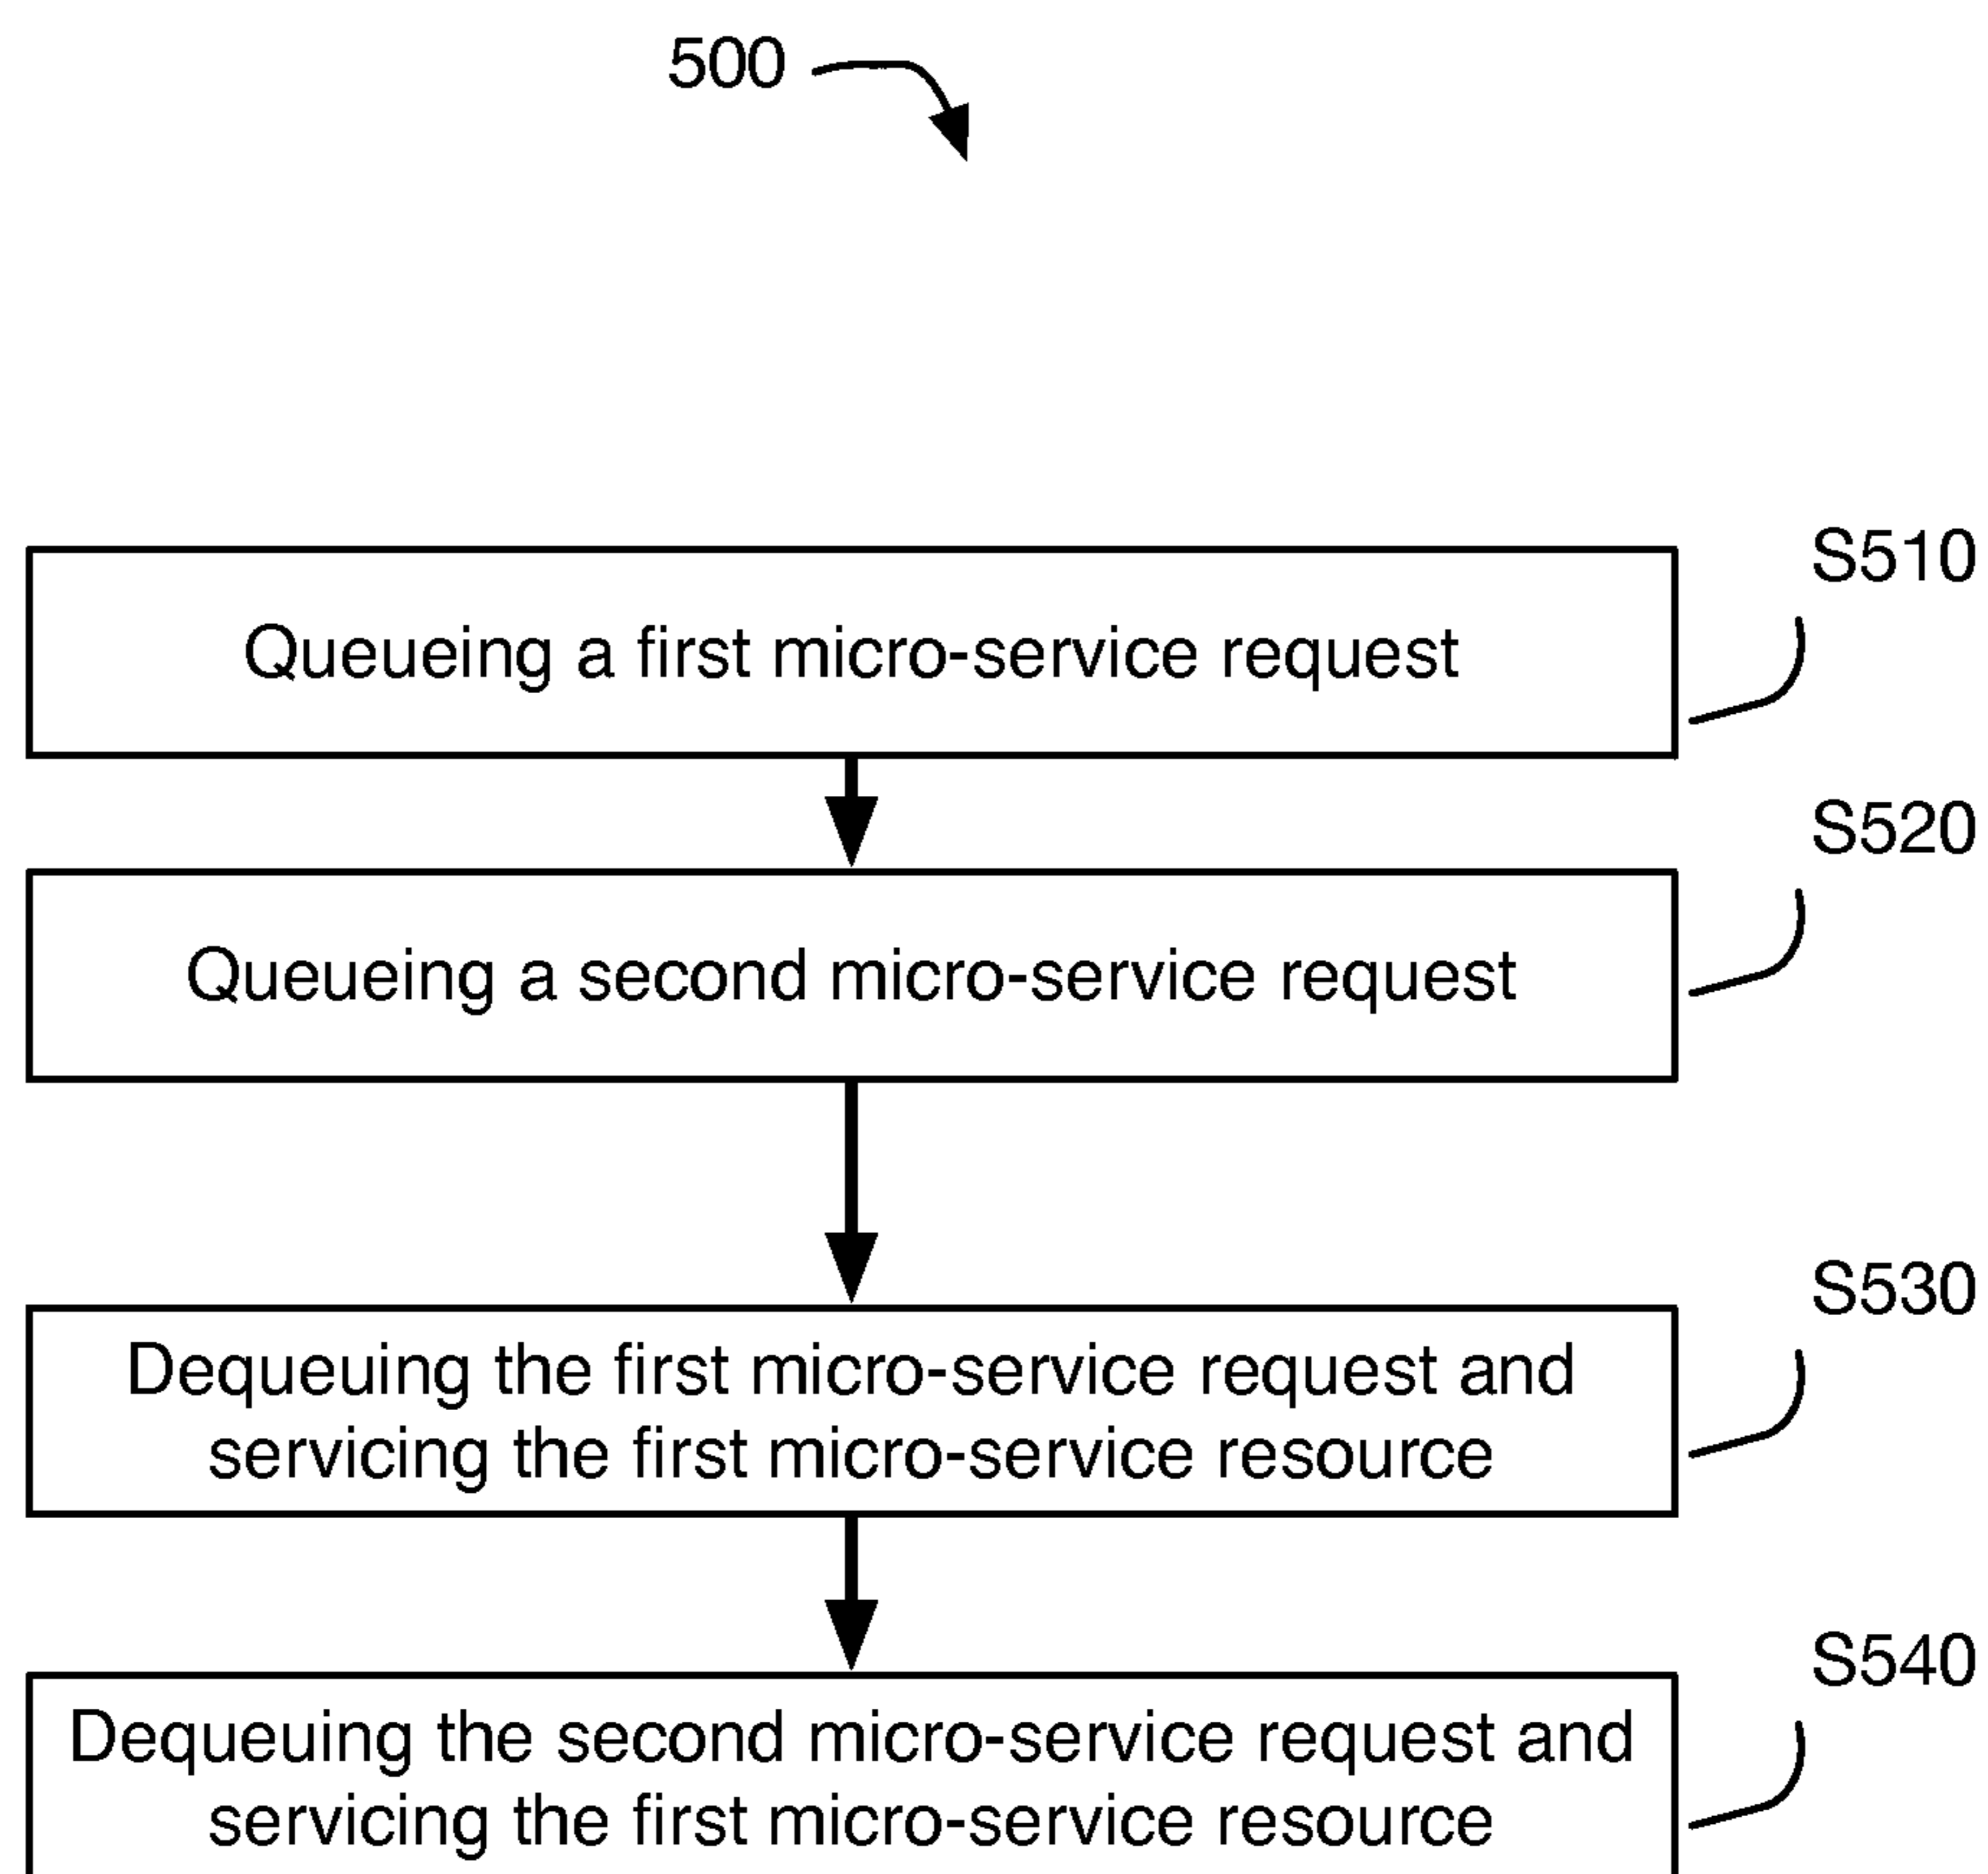 500
S510
Queueing a first micro-service request
S520
Queueing a second micro-service request
S530
Dequeuing the first micro-service request and
servicing the first micro-service resource
S540
Dequeuing the second micro-service request and
servicing the first micro-service resource